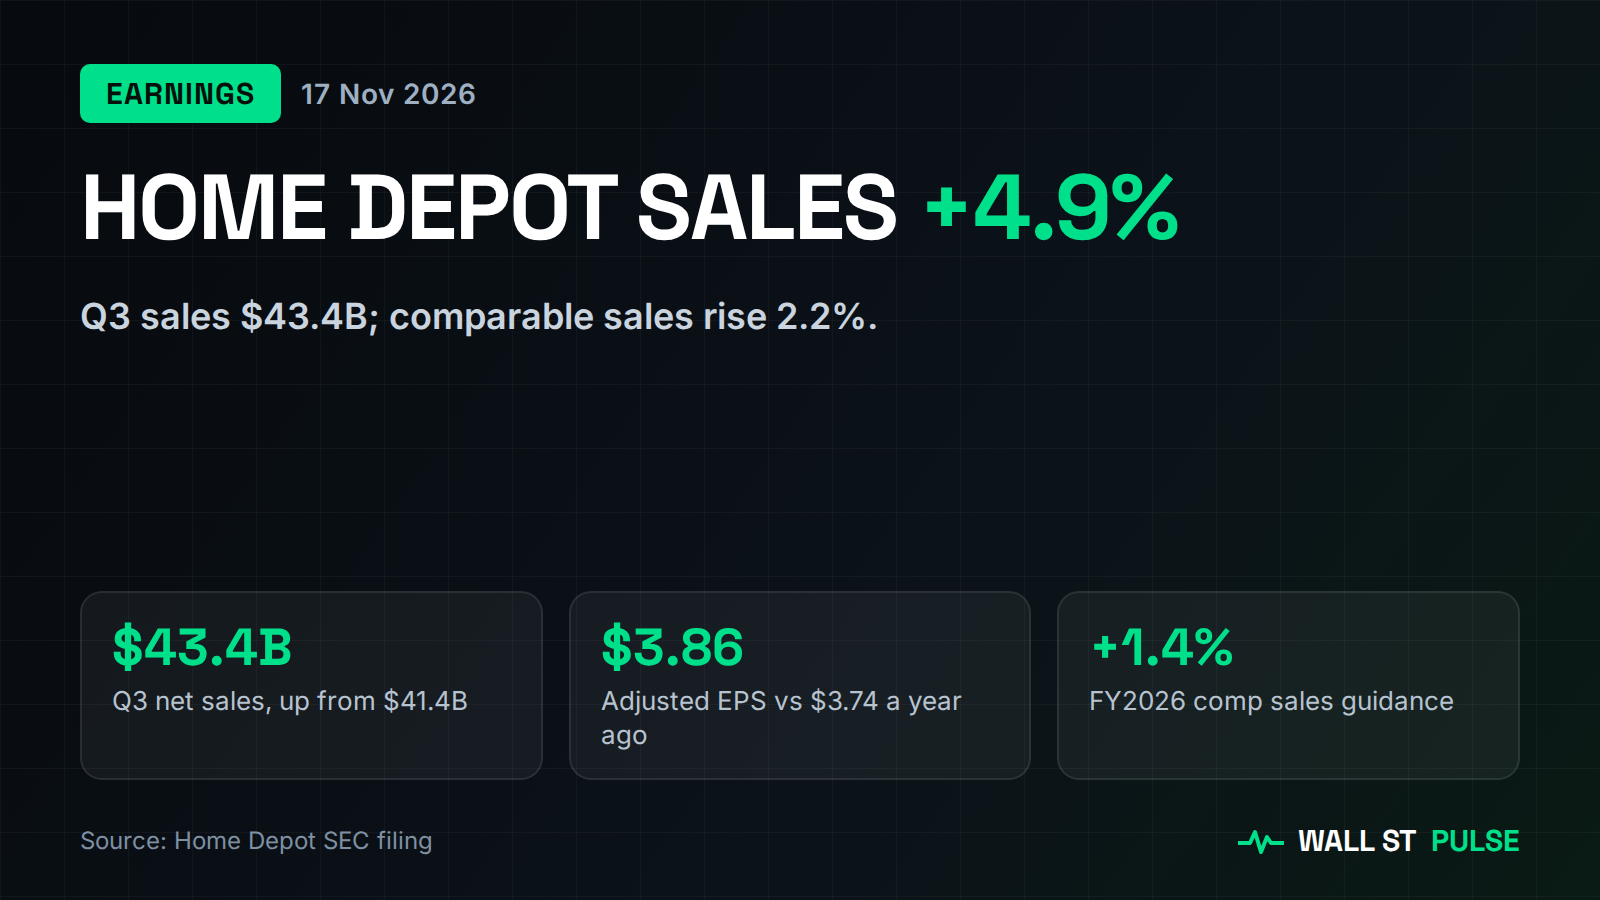 EARNINGS 17 Nov 2026
HOME DEPOT SALES +4.9%
Q3 sales $43.4B; comparable sales rise 2.2%.
$43.4B
Q3 net sales, up from $41.4B
$3.86
Adjusted EPS vs $3.74 a year
ago
+1.4%
FY2026 comp sales guidance
Source: Home Depot SEC filing
WALL ST PULSE